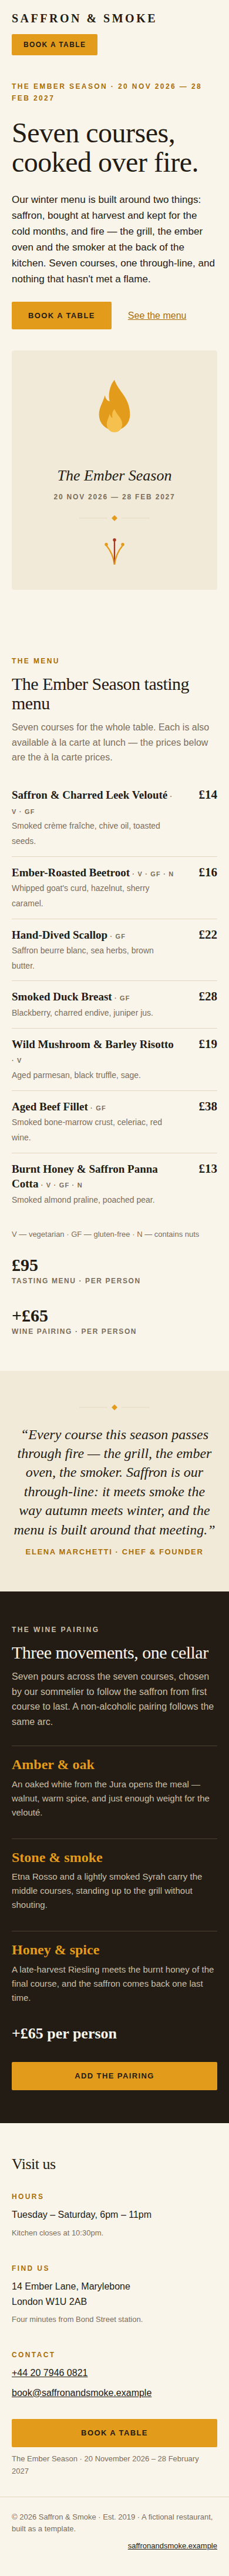 SAFFRON & SMOKE
BOOK A TABLE
THE EMBER SEASON · 20 NOV 2026 — 28
FEB 2027
Seven courses,
cooked over fire.
Our winter menu is built around two things:
saffron, bought at harvest and kept for the
cold months, and fire — the grill, the ember
oven and the smoker at the back of the
kitchen. Seven courses, one through-line, and
nothing that hasn't met a flame.
BOOK A TABLE
See the menu
The Ember Season
20 NOV 2026 — 28 FEB 2027
THE MENU
The Ember Season tasting
menu
Seven courses for the whole table. Each is also
available à la carte at lunch — the prices below
are the à la carte prices.
Saffron & Charred Leek Velouté · £14
V · GF
Smoked crème fraîche, chive oil, toasted
seeds.
Ember-Roasted Beetroot · V · GF · N £16
Whipped goat's curd, hazelnut, sherry
caramel.
Hand-Dived Scallop · GF £22
Saffron beurre blanc, sea herbs, brown
butter.
Smoked Duck Breast · GF £28
Blackberry, charred endive, juniper jus.
Wild Mushroom & Barley Risotto £19
· V
Aged parmesan, black truffle, sage.
Aged Beef Fillet · GF £38
Smoked bone-marrow crust, celeriac, red
wine.
Burnt Honey & Saffron Panna £13
Cotta · V · GF · N
Smoked almond praline, poached pear.
V — vegetarian · GF — gluten-free · N — contains nuts
£95
TASTING MENU · PER PERSON
+£65
WINE PAIRING · PER PERSON
“Every course this season passes
through fire — the grill, the ember
oven, the smoker. Saffron is our
through-line: it meets smoke the
way autumn meets winter, and the
menu is built around that meeting.”
ELENA MARCHETTI · CHEF & FOUNDER
THE WINE PAIRING
Three movements, one cellar
Seven pours across the seven courses, chosen
by our sommelier to follow the saffron from first
course to last. A non-alcoholic pairing follows the
same arc.
Amber & oak
An oaked white from the Jura opens the meal —
walnut, warm spice, and just enough weight for the
velouté.
Stone & smoke
Etna Rosso and a lightly smoked Syrah carry the
middle courses, standing up to the grill without
shouting.
Honey & spice
A late-harvest Riesling meets the burnt honey of the
final course, and the saffron comes back one last
time.
+£65 per person
ADD THE PAIRING
Visit us
HOURS
Tuesday – Saturday, 6pm – 11pm
Kitchen closes at 10:30pm.
FIND US
14 Ember Lane, Marylebone
London W1U 2AB
Four minutes from Bond Street station.
CONTACT
+44 20 7946 0821
book@saffronandsmoke.example
BOOK A TABLE
The Ember Season · 20 November 2026 – 28 February
2027
© 2026 Saffron & Smoke · Est. 2019 · A fictional restaurant,
built as a template.
saffronandsmoke.example